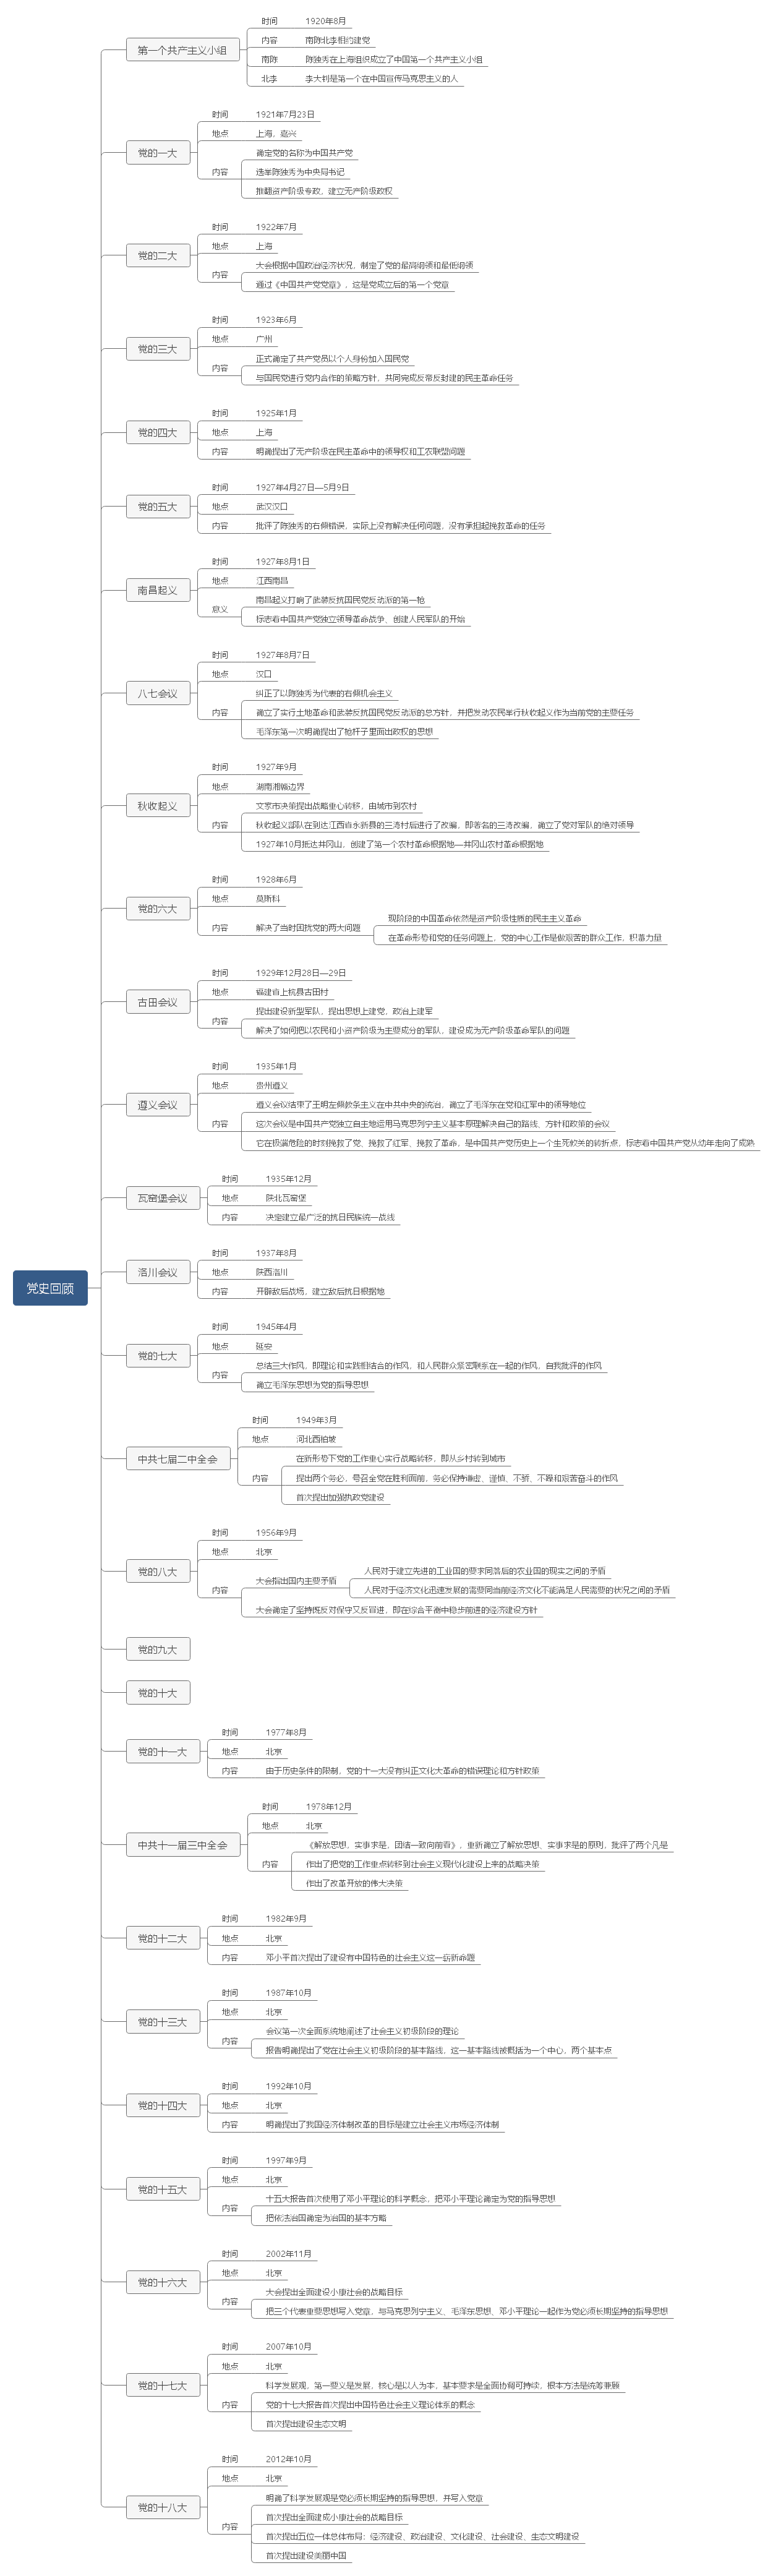 党史回顾
第一个共产主义小组
时间 1920年8月
内容 南陈北李相约建党
南陈 陈独秀在上海组织成立了中国第一个共产主义小组
北李 李大钊是第一个在中国宣传马克思主义的人
党的一大
时间 1921年7月23日
地点 上海，嘉兴
内容
确定党的名称为中国共产党
选举陈独秀为中央局书记
推翻资产阶级专政，建立无产阶级政权
党的二大
时间 1922年7月
地点 上海
内容
大会根据中国政治经济状况，制定了党的最高纲领和最低纲领
通过《中国共产党党章》，这是党成立后的第一个党章
党的三大
时间 1923年6月
地点 广州
内容
正式确定了共产党员以个人身份加入国民党
与国民党进行党内合作的策略方针，共同完成反帝反封建的民主革命任务
党的四大
时间 1925年1月
地点 上海
内容 明确提出了无产阶级在民主革命中的领导权和工农联盟问题
党的五大
时间 1927年4月27日—5月9日
地点 武汉汉口
内容 批评了陈独秀的右倾错误，实际上没有解决任何问题，没有承担起挽救革命的任务
南昌起义
时间 1927年8月1日
地点 江西南昌
意义
南昌起义打响了武装反抗国民党反动派的第一枪
标志着中国共产党独立领导革命战争、创建人民军队的开始
八七会议
时间 1927年8月7日
地点 汉口
内容
纠正了以陈独秀为代表的右倾机会主义
确立了实行土地革命和武装反抗国民党反动派的总方针，并把发动农民举行秋收起义作为当前党的主要任务
毛泽东第一次明确提出了枪杆子里面出政权的思想
秋收起义
时间 1927年9月
地点 湖南湘赣边界
内容
文家市决策提出战略重心转移，由城市到农村
秋收起义部队在到达江西省永新县的三湾村后进行了改编，即著名的三湾改编，确立了党对军队的绝对领导
1927年10月抵达井冈山，创建了第一个农村革命根据地—井冈山农村革命根据地
党的六大
时间 1928年6月
地点 莫斯科
内容 解决了当时困扰党的两大问题
现阶段的中国革命依然是资产阶级性质的民主主义革命
在革命形势和党的任务问题上，党的中心工作是做艰苦的群众工作，积蓄力量
古田会议
时间 1929年12月28日—29日
地点 福建省上杭县古田村
内容
提出建设新型军队，提出思想上建党，政治上建军
解决了如何把以农民和小资产阶级为主要成分的军队，建设成为无产阶级革命军队的问题
遵义会议
时间 1935年1月
地点 贵州遵义
内容
遵义会议结束了王明左倾教条主义在中共中央的统治，确立了毛泽东在党和红军中的领导地位
这次会议是中国共产党独立自主地运用马克思列宁主义基本原理解决自己的路线、方针和政策的会议
它在极端危险的时刻挽救了党、挽救了红军、挽救了革命，是中国共产党历史上一个生死攸关的转折点，标志着中国共产党从幼年走向了成熟
瓦窑堡会议
时间 1935年12月
地点 陕北瓦窑堡
内容 决定建立最广泛的抗日民族统一战线
洛川会议
时间 1937年8月
地点 陕西洛川
内容 开辟敌后战场，建立敌后抗日根据地
党的七大
时间 1945年4月
地点 延安
内容
总结三大作风，即理论和实践相结合的作风，和人民群众紧密联系在一起的作风，自我批评的作风
确立毛泽东思想为党的指导思想
中共七届二中全会
时间 1949年3月
地点 河北西柏坡
内容
在新形势下党的工作重心实行战略转移，即从乡村转到城市
提出两个务必，号召全党在胜利面前，务必保持谦虚、谨慎、不骄、不躁和艰苦奋斗的作风
首次提出加强执政党建设
党的八大
时间 1956年9月
地点 北京
内容
大会指出国内主要矛盾
人民对于建立先进的工业国的要求同落后的农业国的现实之间的矛盾
人民对于经济文化迅速发展的需要同当前经济文化不能满足人民需要的状况之间的矛盾
大会确定了坚持既反对保守又反冒进，即在综合平衡中稳步前进的经济建设方针
党的九大
党的十大
党的十一大
时间 1977年8月
地点 北京
内容 由于历史条件的限制，党的十一大没有纠正文化大革命的错误理论和方针政策
中共十一届三中全会
时间 1978年12月
地点 北京
内容
《解放思想，实事求是，团结一致向前看》，重新确立了解放思想、实事求是的原则，批评了两个凡是
作出了把党的工作重点转移到社会主义现代化建设上来的战略决策
作出了改革开放的伟大决策
党的十二大
时间 1982年9月
地点 北京
内容 邓小平首次提出了建设有中国特色的社会主义这一崭新命题
党的十三大
时间 1987年10月
地点 北京
内容
会议第一次全面系统地阐述了社会主义初级阶段的理论
报告明确提出了党在社会主义初级阶段的基本路线，这一基本路线被概括为一个中心，两个基本点
党的十四大
时间 1992年10月
地点 北京
内容 明确提出了我国经济体制改革的目标是建立社会主义市场经济体制
党的十五大
时间 1997年9月
地点 北京
内容
十五大报告首次使用了邓小平理论的科学概念，把邓小平理论确定为党的指导思想
把依法治国确定为治国的基本方略
党的十六大
时间 2002年11月
地点 北京
内容
大会提出全面建设小康社会的战略目标
把三个代表重要思想写入党章，与马克思列宁主义、毛泽东思想、邓小平理论一起作为党必须长期坚持的指导思想
党的十七大
时间 2007年10月
地点 北京
内容
科学发展观，第一要义是发展，核心是以人为本，基本要求是全面协调可持续，根本方法是统筹兼顾
党的十七大报告首次提出中国特色社会主义理论体系的概念
首次提出建设生态文明
党的十八大
时间 2012年10月
地点 北京
内容
明确了科学发展观是党必须长期坚持的指导思想，并写入党章
首次提出全面建成小康社会的战略目标
首次提出五位一体总体布局：经济建设、政治建设、文化建设、社会建设、生态文明建设
首次提出建设美丽中国